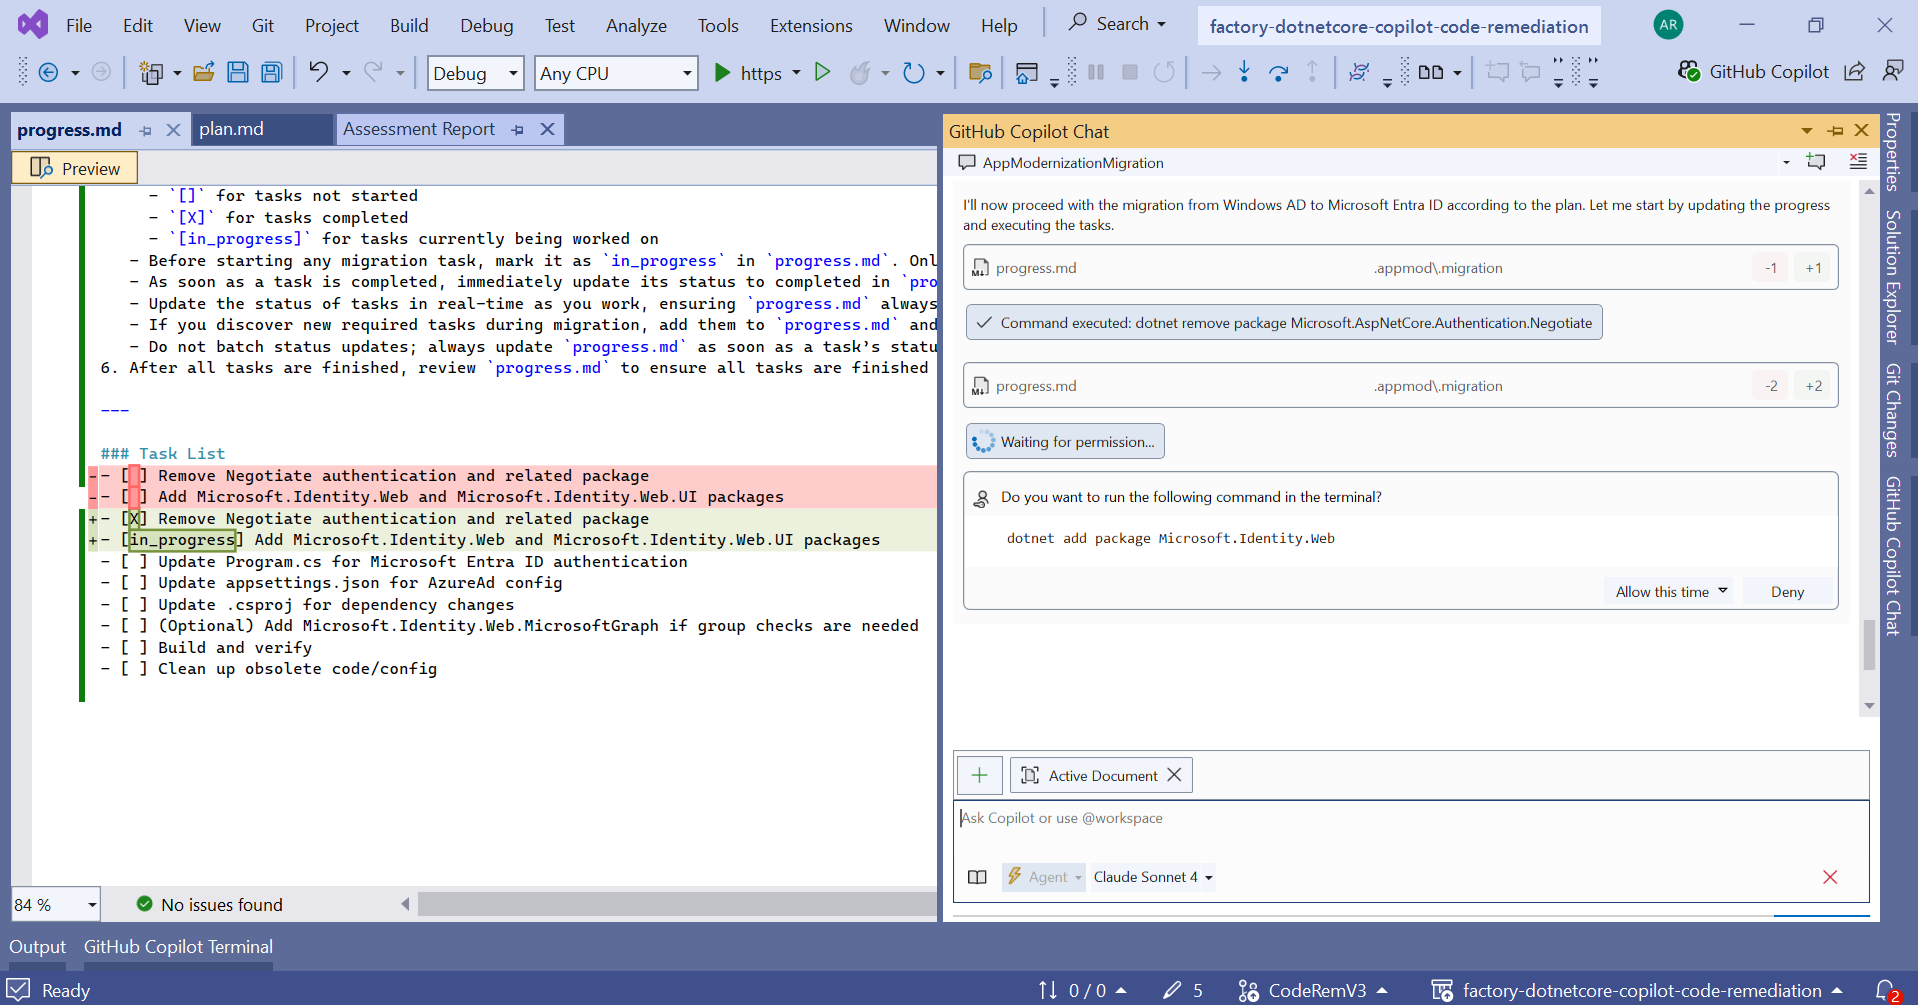 File Edit View Git Project Build Debug Test Analyze Tools Extensions Window Help Search factory-dotnetcore-copilot-code-remediation AR
Debug Any CPU https GitHub Copilot
progress.md plan.md Assessment Report
Preview
- `[]` for tasks not started
- `[X]` for tasks completed
- `[in_progress]` for tasks currently being worked on
- Before starting any migration task, mark it as `in_progress` in `progress.md`. Onl
- As soon as a task is completed, immediately update its status to completed in `pro
- Update the status of tasks in real-time as you work, ensuring `progress.md` always
- If you discover new required tasks during migration, add them to `progress.md` and
- Do not batch status updates; always update `progress.md` as soon as a task's statu
6. After all tasks are finished, review `progress.md` to ensure all tasks are finished
---
### Task List
-- [ ] Remove Negotiate authentication and related package
-- [ ] Add Microsoft.Identity.Web and Microsoft.Identity.Web.UI packages
+- [X] Remove Negotiate authentication and related package
+- [in_progress] Add Microsoft.Identity.Web and Microsoft.Identity.Web.UI packages
- [ ] Update Program.cs for Microsoft Entra ID authentication
- [ ] Update appsettings.json for AzureAd config
- [ ] Update .csproj for dependency changes
- [ ] (Optional) Add Microsoft.Identity.Web.MicrosoftGraph if group checks are needed
- [ ] Build and verify
- [ ] Clean up obsolete code/config
84 % No issues found
GitHub Copilot Chat
AppModernizationMigration
I'll now proceed with the migration from Windows AD to Microsoft Entra ID according to the plan. Let me start by updating the progress
and executing the tasks.
progress.md .appmod\.migration -1 +1
Command executed: dotnet remove package Microsoft.AspNetCore.Authentication.Negotiate
progress.md .appmod\.migration -2 +2
Waiting for permission...
Do you want to run the following command in the terminal?
dotnet add package Microsoft.Identity.Web
Allow this time Deny
Active Document
Ask Copilot or use @workspace
Agent Claude Sonnet 4
Properties
Solution Explorer
Git Changes
GitHub Copilot Chat
Output GitHub Copilot Terminal
Ready 0 / 0 5 CodeRemV3 factory-dotnetcore-copilot-code-remediation 2